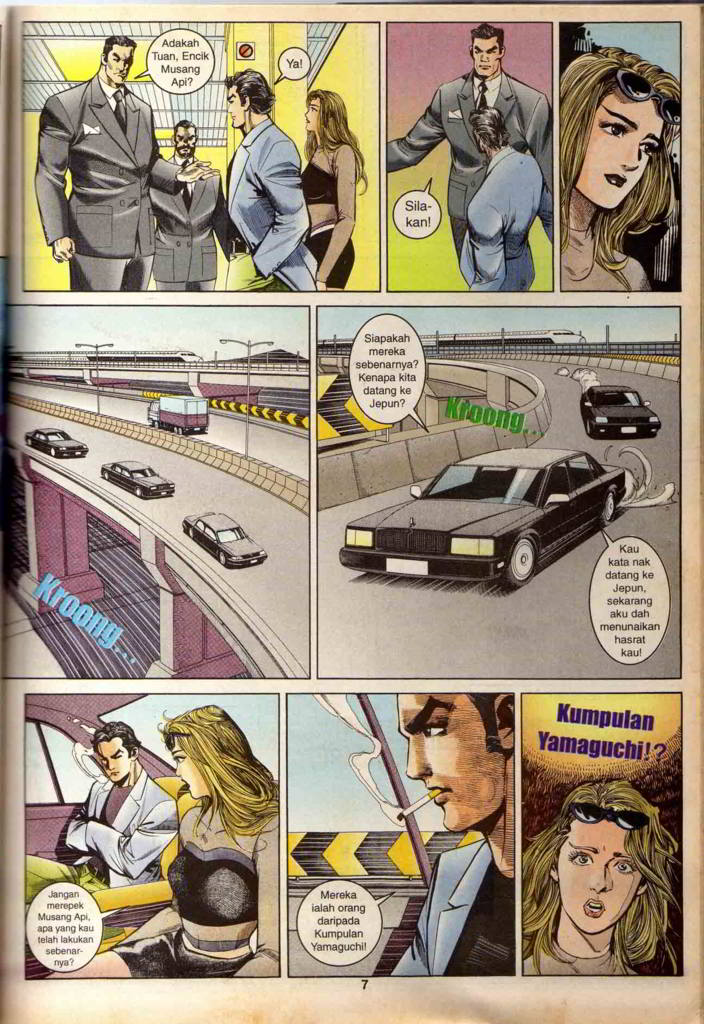 Adakah
Tuan, Encik
Musang
Api?
Ya!
Sila-
kan!
Kroong...
Siapakah
mereka
sebenarnya?
Kenapa kita
datang ke
Jepun?
Kroong...
Kau
kata nak
datang ke
Jepun,
sekarang
aku dah
menunaikan
hasrat
kau!
Jangan
merepek
Musang Api,
apa yang kau
telah lakukan
sebenar-
nya?
Mereka
ialah orang
daripada
Kumpulan
Yamaguchi!
Kumpulan
Yamaguchi!?
7